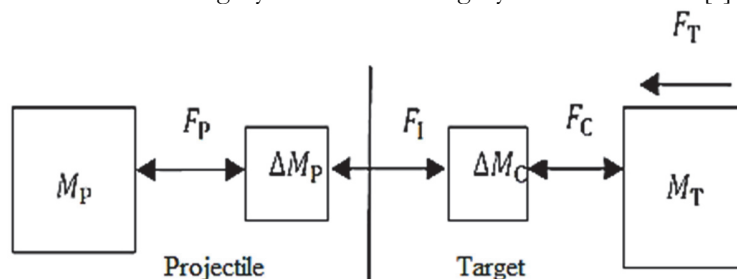 F_T
F_P F_I F_C
M_P ΔM_P ΔM_C M_T
Projectile Target